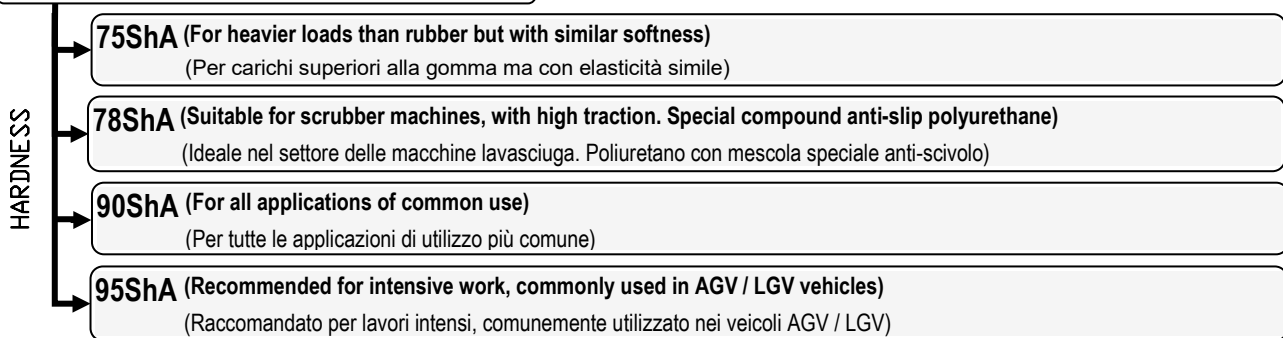 HARDNESS
75ShA (For heavier loads than rubber but with similar softness)
(Per carichi superiori alla gomma ma con elasticità simile)
78ShA (Suitable for scrubber machines, with high traction. Special compound anti-slip polyurethane)
(Ideale nel settore delle macchine lavasciuga. Poliuretano con mescola speciale anti-scivolo)
90ShA (For all applications of common use)
(Per tutte le applicazioni di utilizzo più comune)
95ShA (Recommended for intensive work, commonly used in AGV / LGV vehicles)
(Raccomandato per lavori intensi, comunemente utilizzato nei veicoli AGV / LGV)